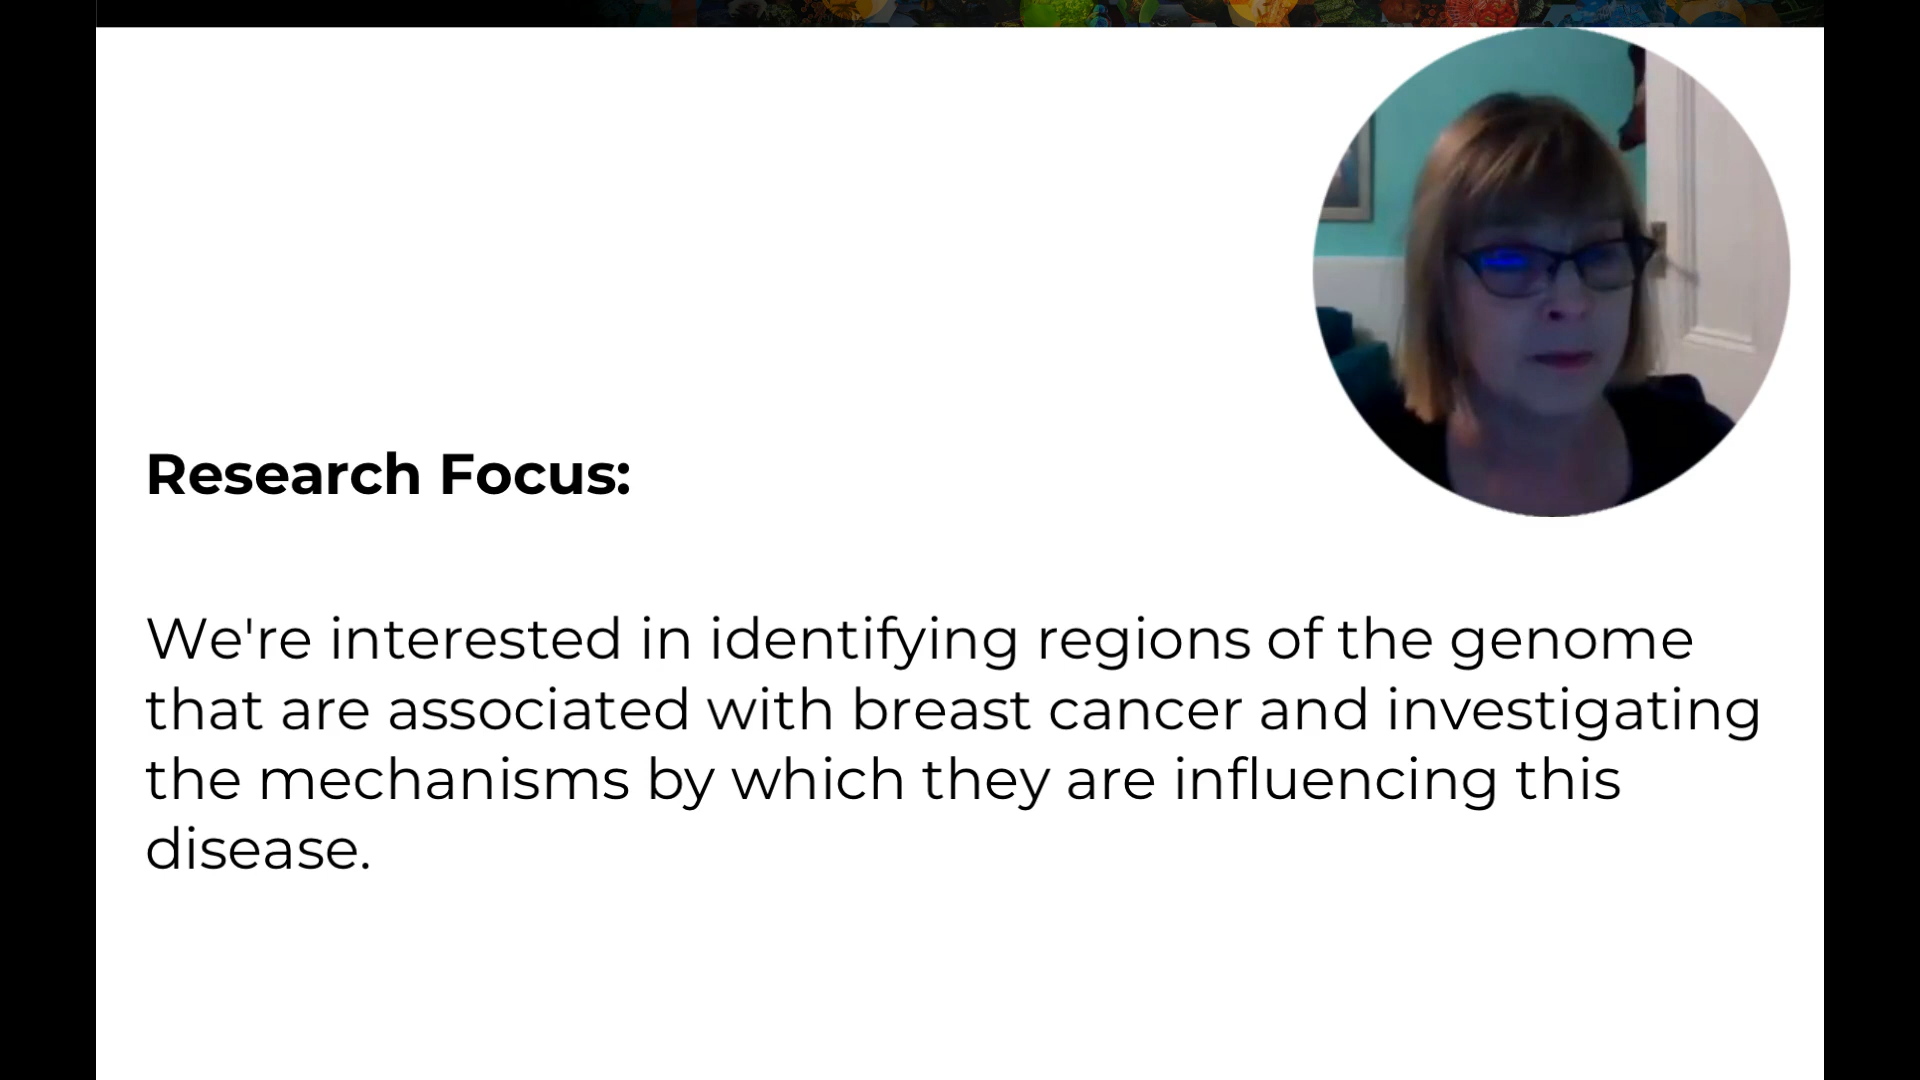 Research Focus:
We're interested in identifying regions of the genome
that are associated with breast cancer and investigating
the mechanisms by which they are influencing this
disease.